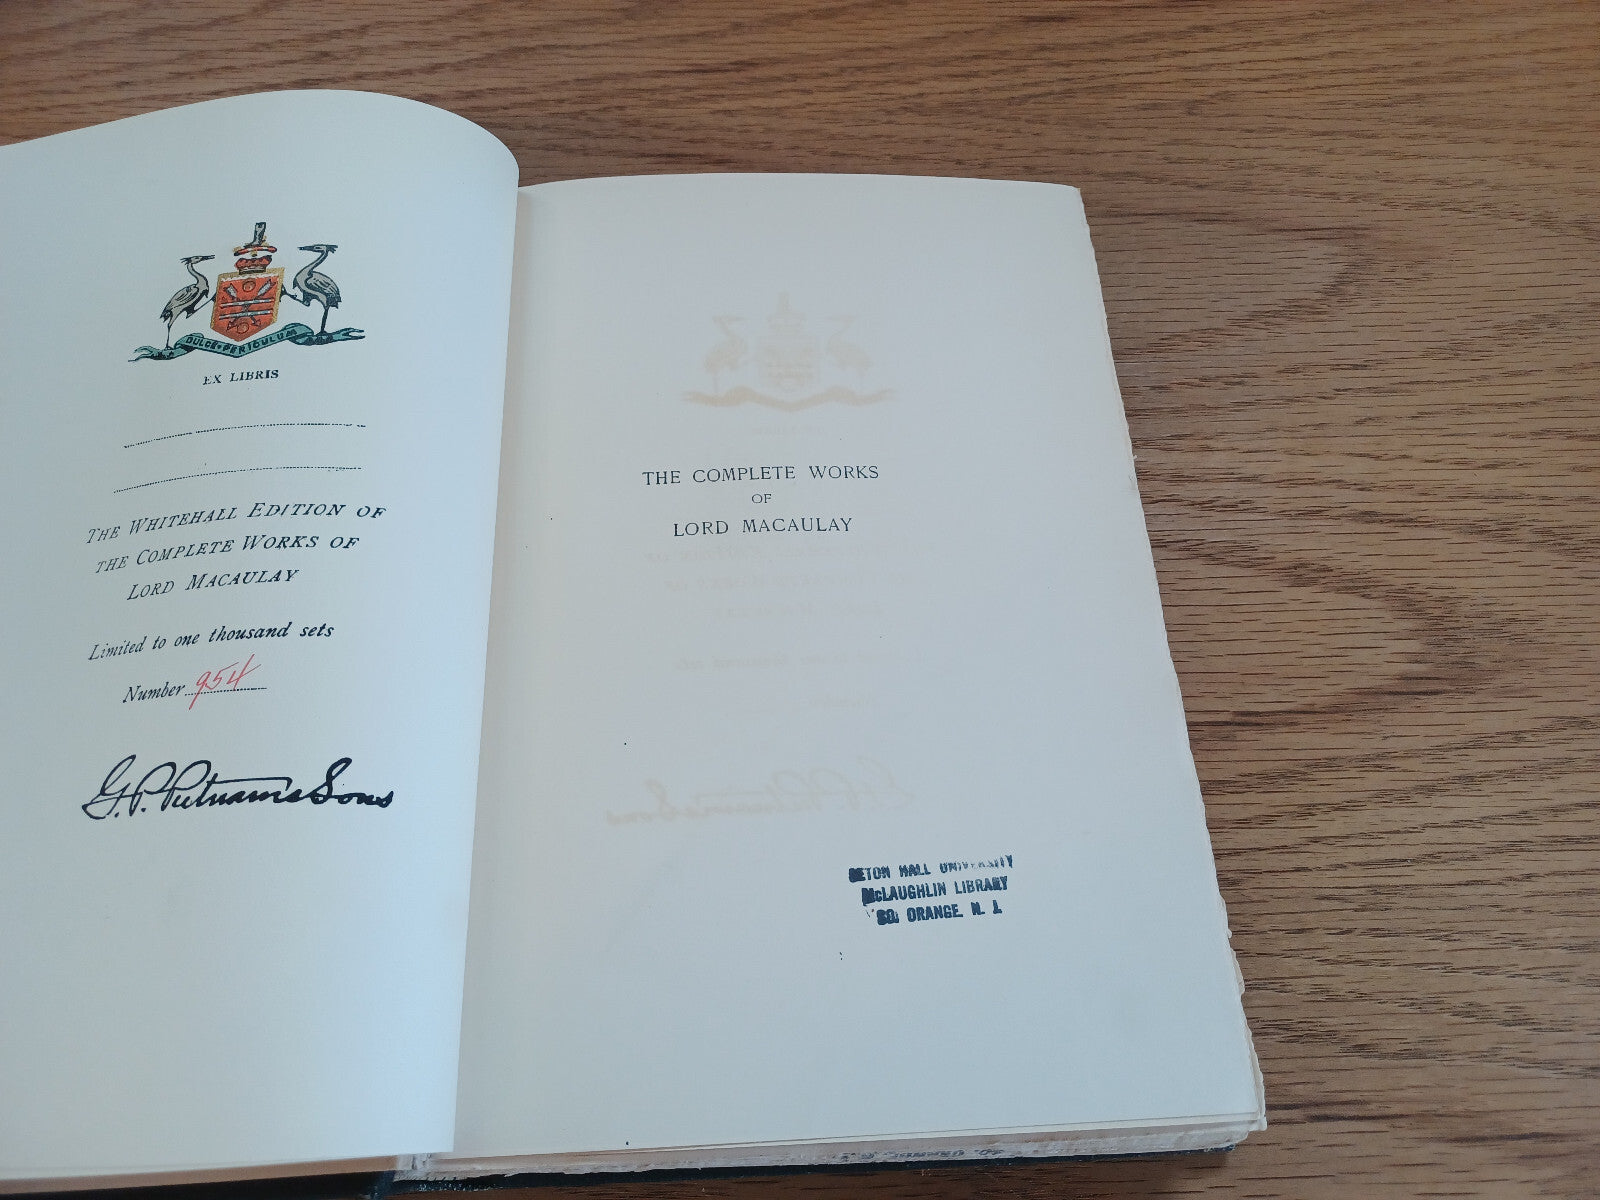 DULCE • PERICULUM
EX LIBRIS
THE WHITEHALL EDITION OF
THE COMPLETE WORKS OF
LORD MACAULAY
Limited to one thousand sets
Number 954
G. P. Putnam's Sons
THE COMPLETE WORKS
OF
LORD MACAULAY
SETON HALL UNIVERSITY
McLAUGHLIN LIBRARY
SO. ORANGE, N. J.